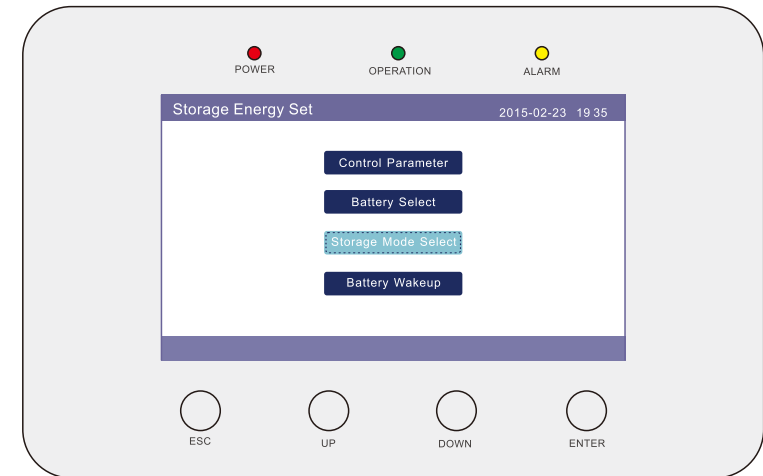 POWER OPERATION ALARM
Storage Energy Set 2015-02-23 19 35
Control Parameter
Battery Select
Storage Mode Select
Battery Wakeup
ESC UP DOWN ENTER